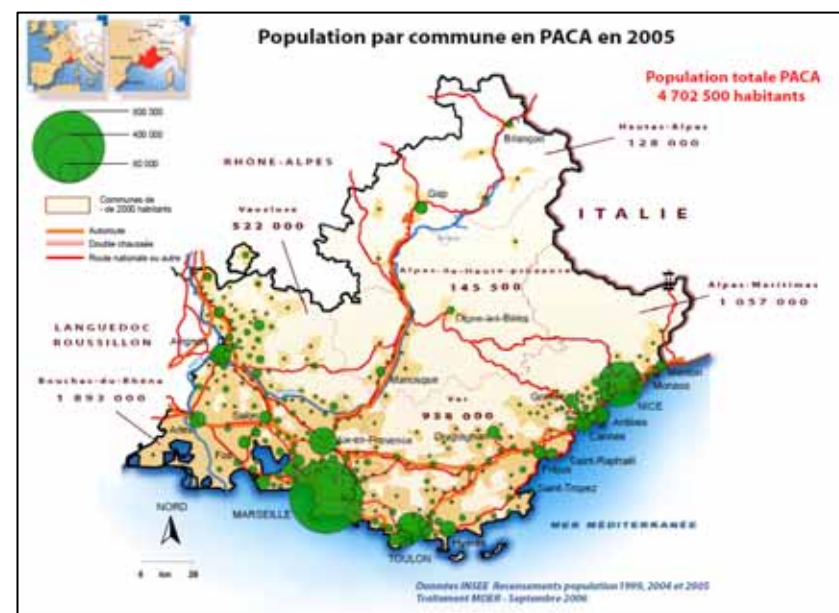 Population par commune en PACA en 2005
Population totale PACA
4 702 500 habitants
800 000
400 000
50 000
Communes de
- de 2000 habitants
Autoroute
Double chaussée
Route nationale ou autre
RHÔNE-ALPES
Hautes-Alpes
128 000
Briançon
Gap
ITALIE
Vaucluse
522 000
Alpes-de-Haute-provence
145 500
Alpes-Maritimes
1 057 000
Digne-les-Bains
LANGUEDOC
ROUSSILLON
Avignon
Manosque
Bouches-du-Rhône
1 893 000
Var
958 000
Menton
Monaco
NICE
Antibes
Cannes
Grasse
Arles
Salon
Aix-en-Provence
Draguignan
Saint-Raphaël
Fréjus
Fos
Saint-Tropez
MARSEILLE
NORD
Hyères
TOULON
MER MÉDITERRANÉE
0 km 20
Données INSEE Recensements population 1999, 2004 et 2005
Traitement MDER - Septembre 2006